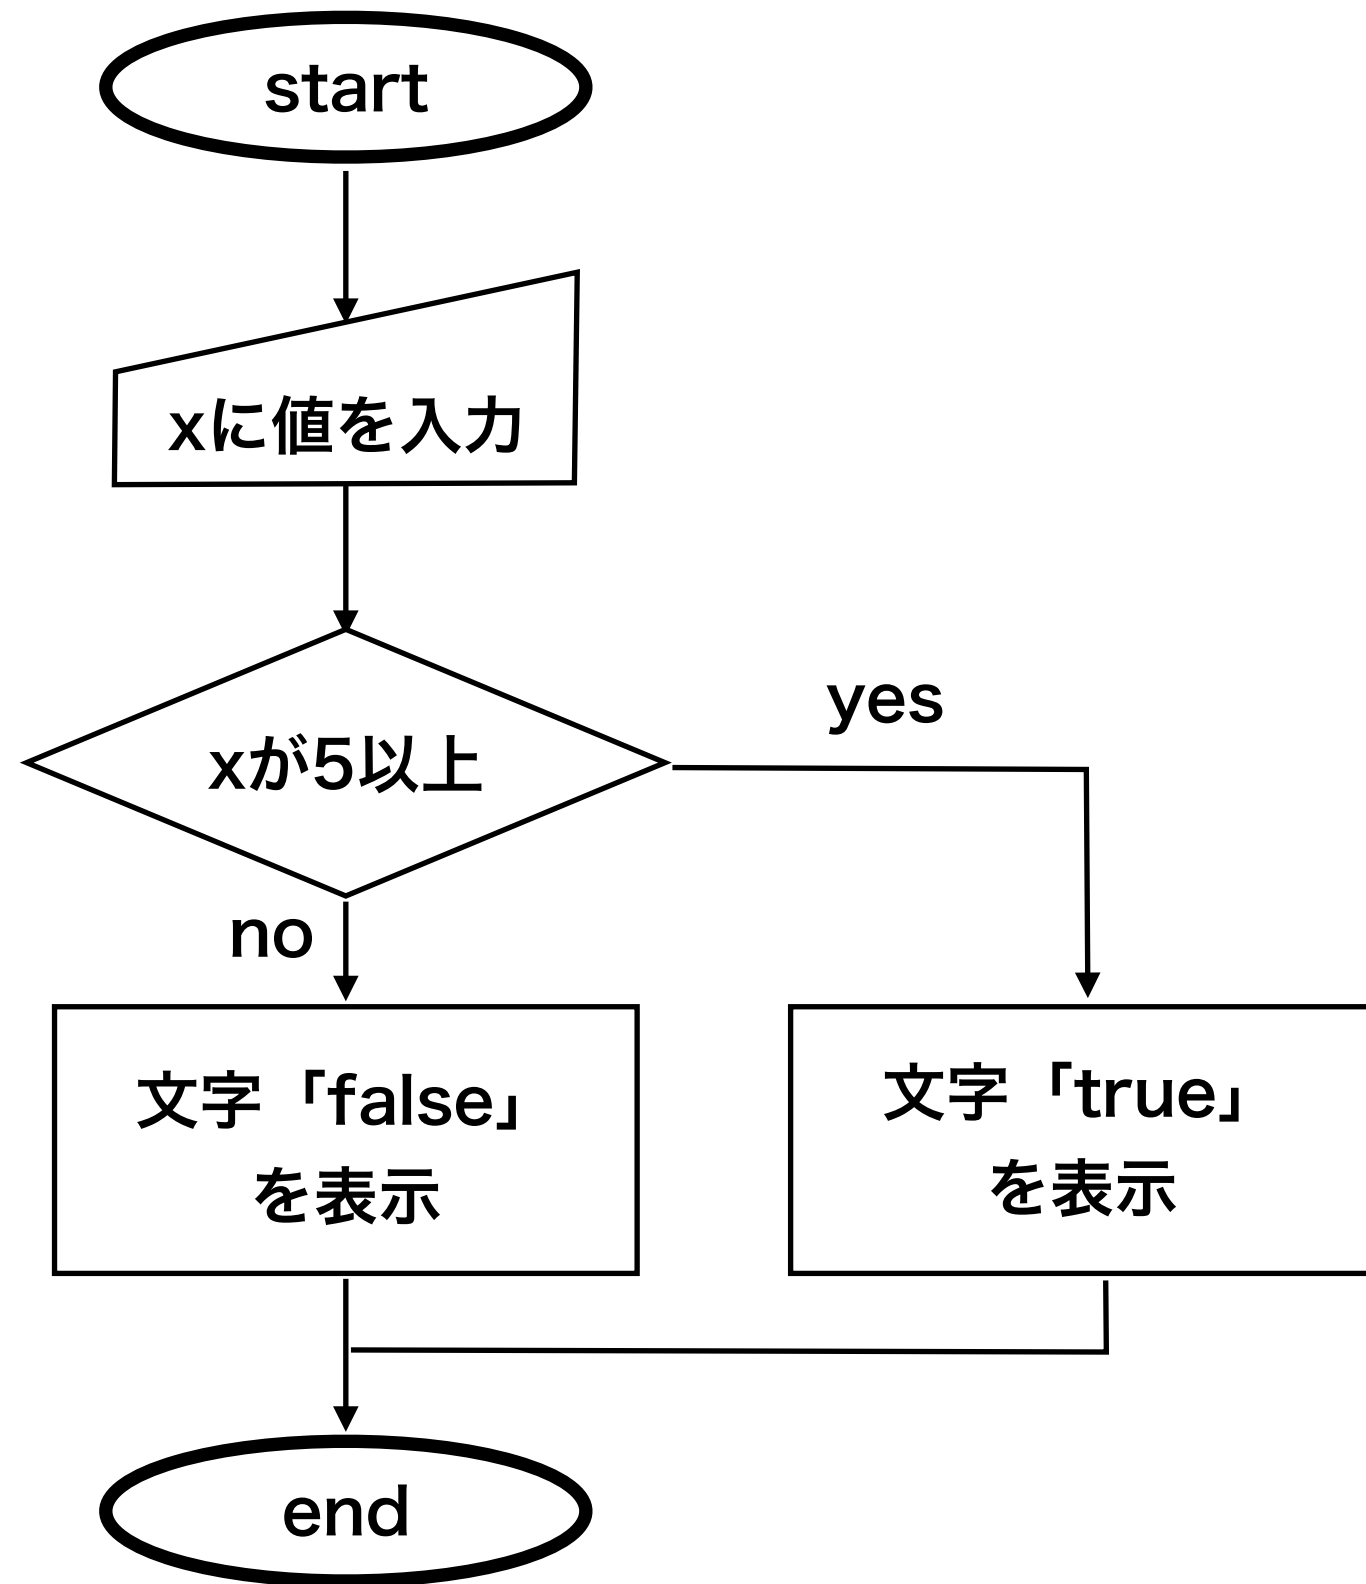 start
xに値を入力
xが5以上
yes
no
文字「false」
を表示
文字「true」
を表示
end